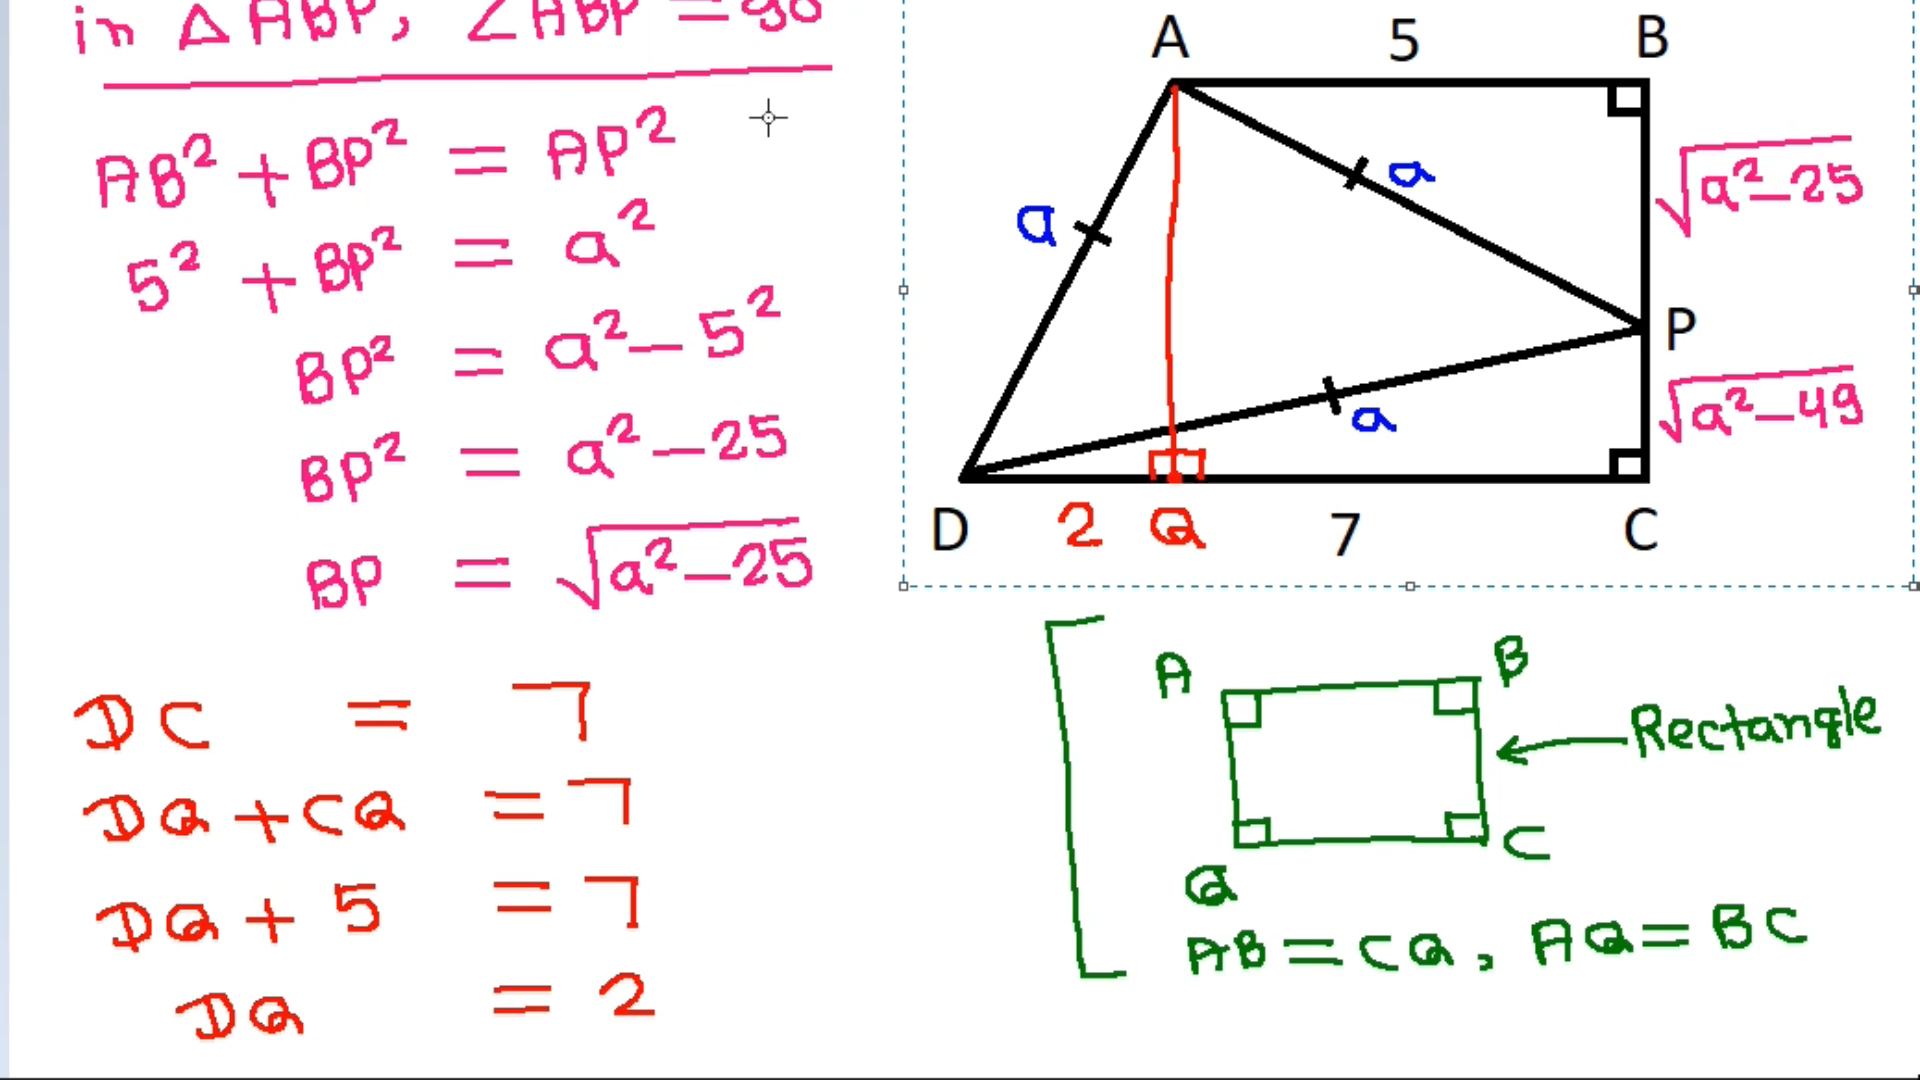 in △ABP, ∠ABP = 90
AB² + BP² = AP²
5² + BP² = a²
BP² = a² − 5²
BP² = a² − 25
BP = √(a² − 25)
DC = 7
DQ + CQ = 7
DQ + 5 = 7
DQ = 2
A 5 B
a a √(a² − 25)
P
a √(a² − 49)
D 2 Q 7 C
A B
Rectangle
Q C
AB = CQ, AQ = BC